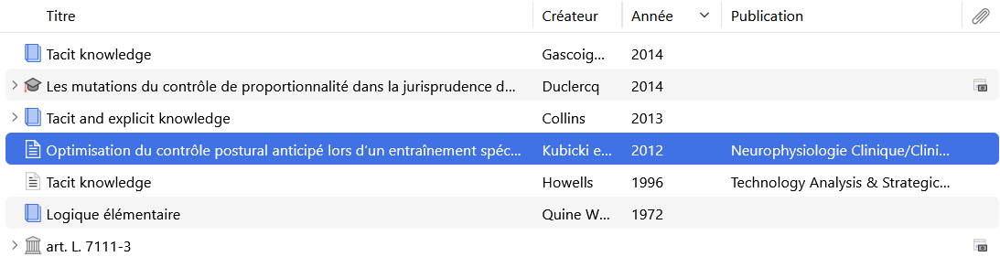 Titre Créateur Année Publication
Tacit knowledge Gascoig... 2014
Les mutations du contrôle de proportionnalité dans la jurisprudence d... Duclercq 2014
Tacit and explicit knowledge Collins 2013
Optimisation du contrôle postural anticipé lors d’un entraînement spéc... Kubicki e... 2012 Neurophysiologie Clinique/Clini...
Tacit knowledge Howells 1996 Technology Analysis & Strategic...
Logique élémentaire Quine W... 1972
art. L. 7111-3